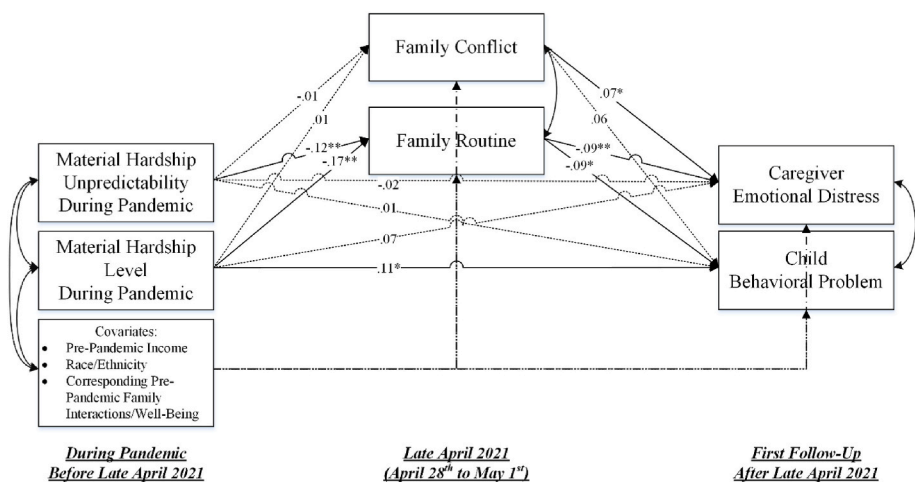 Family Conflict
-.01
.01
.07*
.06
Family Routine
-.12**
-.17**
-.09**
-.09*
Material Hardship
Unpredictability
During Pandemic
-.02
.01
Caregiver
Emotional Distress
Material Hardship
Level
During Pandemic
.07
.11*
Child
Behavioral Problem
Covariates:
• Pre-Pandemic Income
• Race/Ethnicity
• Corresponding Pre-
Pandemic Family
Interactions/Well-Being
During Pandemic
Before Late April 2021
Late April 2021
(April 28th to May 1st)
First Follow-Up
After Late April 2021